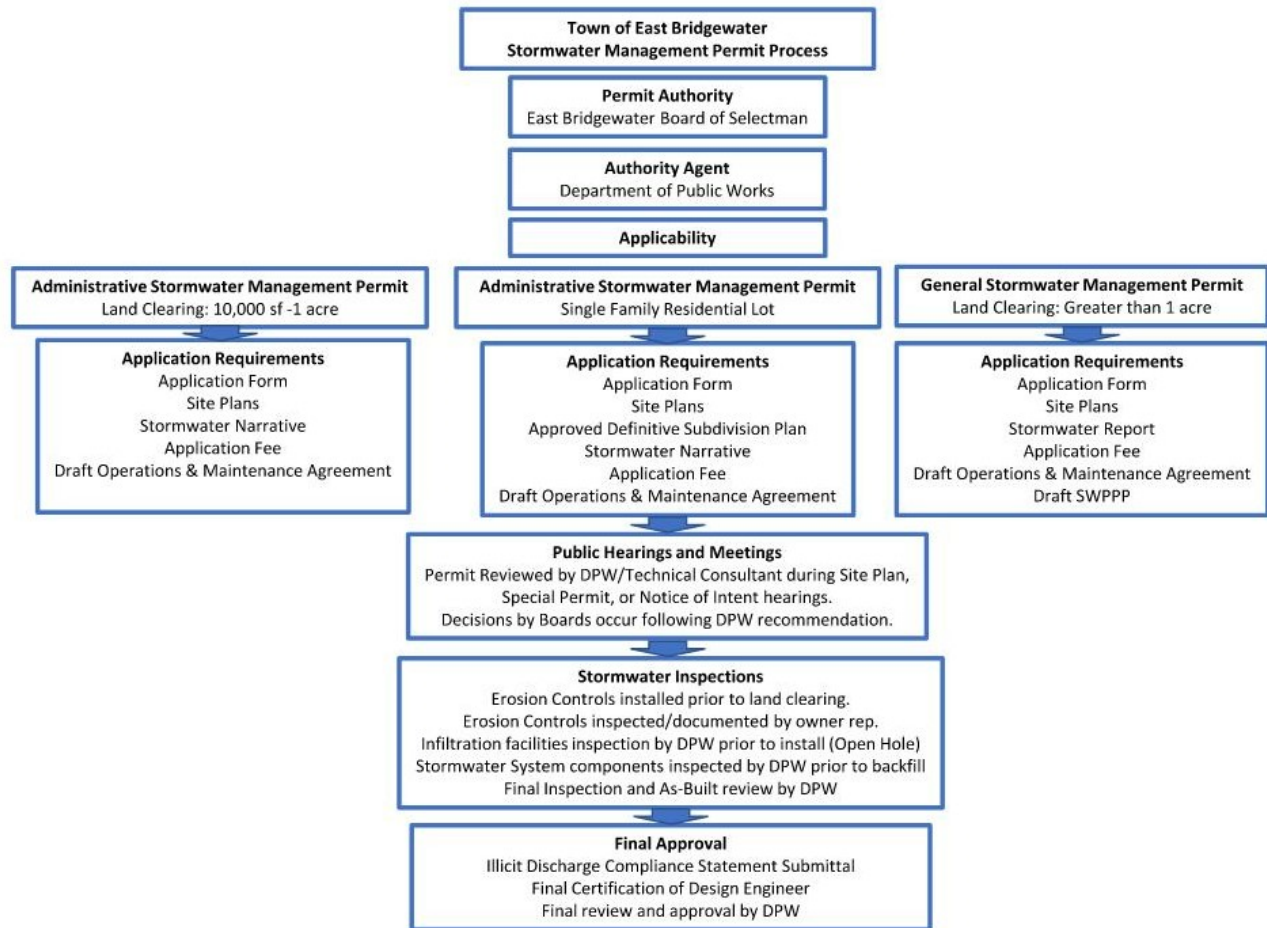 Town of East Bridgewater
Stormwater Management Permit Process
Permit Authority
East Bridgewater Board of Selectman
Authority Agent
Department of Public Works
Applicability
Administrative Stormwater Management Permit
Land Clearing: 10,000 sf -1 acre
Application Requirements
Application Form
Site Plans
Stormwater Narrative
Application Fee
Draft Operations & Maintenance Agreement
Administrative Stormwater Management Permit
Single Family Residential Lot
Application Requirements
Application Form
Site Plans
Approved Definitive Subdivision Plan
Stormwater Narrative
Application Fee
Draft Operations & Maintenance Agreement
General Stormwater Management Permit
Land Clearing: Greater than 1 acre
Application Requirements
Application Form
Site Plans
Stormwater Report
Application Fee
Draft Operations & Maintenance Agreement
Draft SWPPP
Public Hearings and Meetings
Permit Reviewed by DPW/Technical Consultant during Site Plan,
Special Permit, or Notice of Intent hearings.
Decisions by Boards occur following DPW recommendation.
Stormwater Inspections
Erosion Controls installed prior to land clearing.
Erosion Controls inspected/documented by owner rep.
Infiltration facilities inspection by DPW prior to install (Open Hole)
Stormwater System components inspected by DPW prior to backfill
Final Inspection and As-Built review by DPW
Final Approval
Illicit Discharge Compliance Statement Submittal
Final Certification of Design Engineer
Final review and approval by DPW